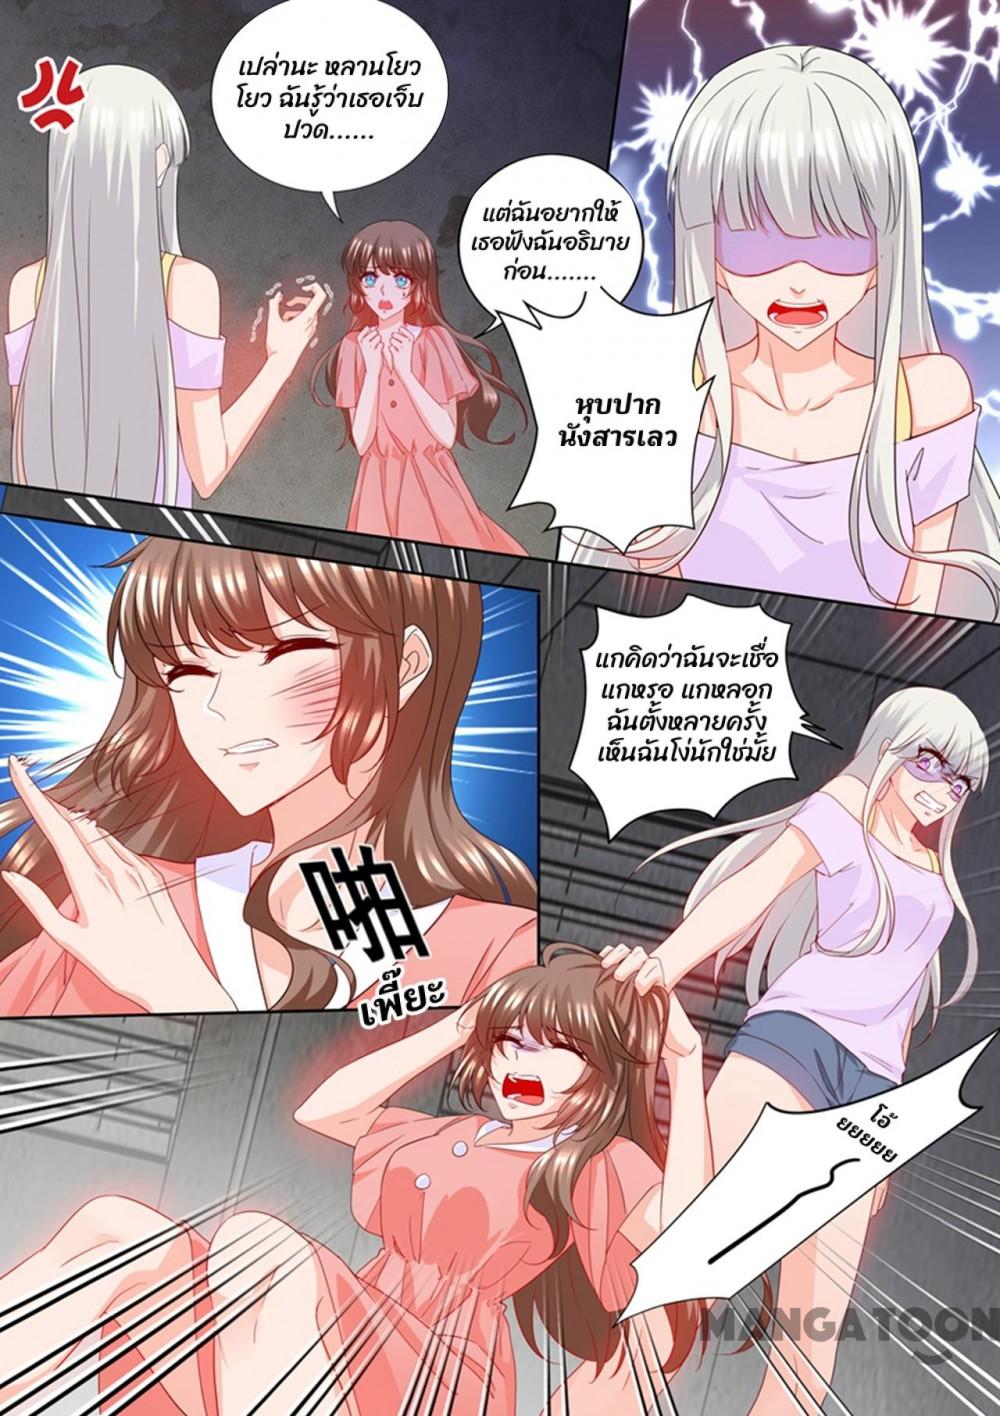 เปล่านะ หลานโยว
โยว ฉันรู้ว่าเธอเจ็บ
ปวด......
แต่ฉันอยากให้
เธอฟังฉันอธิบาย
ก่อน.......
หุบปาก
นังสารเลว
แกคิดว่าฉันจะเชื่อ
แกหรอ แกหลอก
ฉันตั้งหลายครั้ง
เห็นฉันโง่นักใช่มั้ย
啪
เพี๊ยะ
โอ้
ยยยยย
MANGATOON